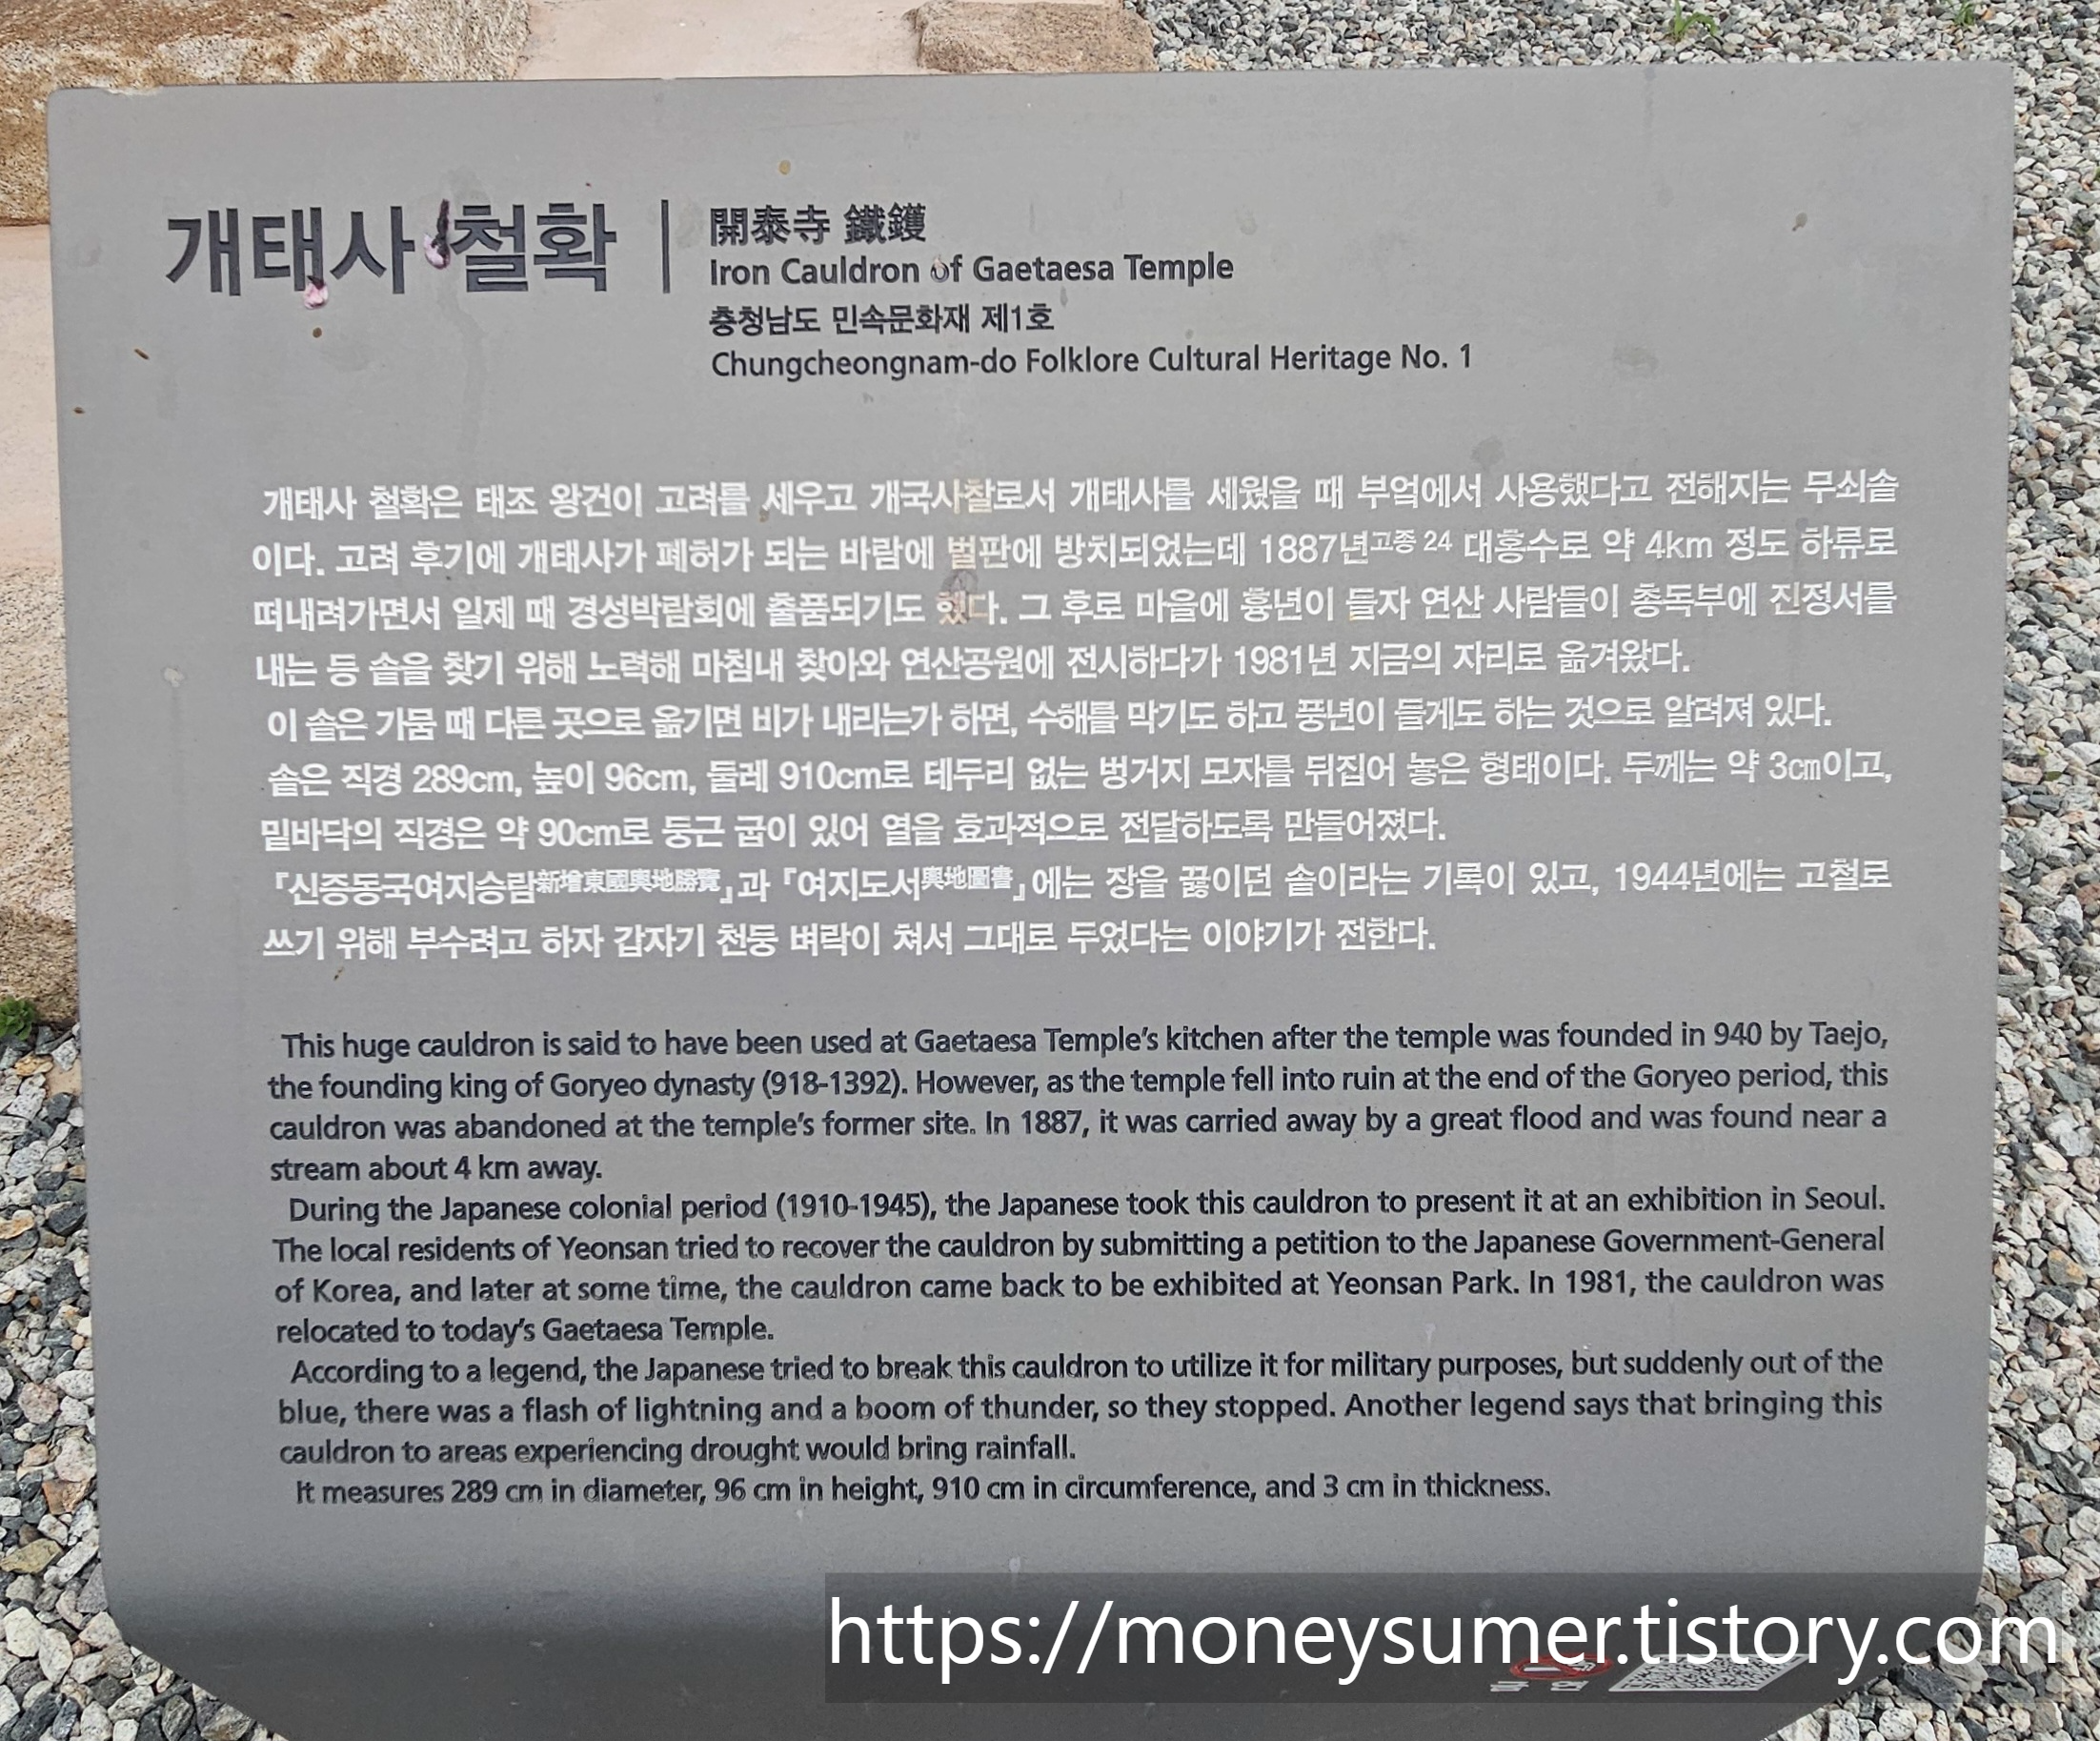 개태사 철확
開泰寺 鐵鑊
Iron Cauldron of Gaetaesa Temple
충청남도 민속문화재 제1호
Chungcheongnam-do Folklore Cultural Heritage No. 1
개태사 철확은 태조 왕건이 고려를 세우고 개국사찰로서 개태사를 세웠을 때 부엌에서 사용했다고 전해지는 무쇠솥
이다. 고려 후기에 개태사가 폐허가 되는 바람에 벌판에 방치되었는데 1887년고종 24 대홍수로 약 4km 정도 하류로
떠내려가면서 일제 때 경성박람회에 출품되기도 했다. 그 후로 마을에 흉년이 들자 연산 사람들이 총독부에 진정서를
내는 등 솥을 찾기 위해 노력해 마침내 찾아와 연산공원에 전시하다가 1981년 지금의 자리로 옮겨왔다.
이 솥은 가뭄 때 다른 곳으로 옮기면 비가 내리는가 하면, 수해를 막기도 하고 풍년이 들게도 하는 것으로 알려져 있다.
솥은 직경 289cm, 높이 96cm, 둘레 910cm로 테두리 없는 벙거지 모자를 뒤집어 놓은 형태이다. 두께는 약 3㎝이고,
밑바닥의 직경은 약 90cm로 둥근 굽이 있어 열을 효과적으로 전달하도록 만들어졌다.
『신증동국여지승람新增東國輿地勝覽』과 『여지도서輿地圖書』에는 장을 끓이던 솥이라는 기록이 있고, 1944년에는 고철로
쓰기 위해 부수려고 하자 갑자기 천둥 벼락이 쳐서 그대로 두었다는 이야기가 전한다.
This huge cauldron is said to have been used at Gaetaesa Temple's kitchen after the temple was founded in 940 by Taejo,
the founding king of Goryeo dynasty (918-1392). However, as the temple fell into ruin at the end of the Goryeo period, this
cauldron was abandoned at the temple's former site. In 1887, it was carried away by a great flood and was found near a
stream about 4 km away.
During the Japanese colonial period (1910-1945), the Japanese took this cauldron to present it at an exhibition in Seoul.
The local residents of Yeonsan tried to recover the cauldron by submitting a petition to the Japanese Government-General
of Korea, and later at some time, the cauldron came back to be exhibited at Yeonsan Park. In 1981, the cauldron was
relocated to today's Gaetaesa Temple.
According to a legend, the Japanese tried to break this cauldron to utilize it for military purposes, but suddenly out of the
blue, there was a flash of lightning and a boom of thunder, so they stopped. Another legend says that bringing this
cauldron to areas experiencing drought would bring rainfall.
It measures 289 cm in diameter, 96 cm in height, 910 cm in circumference, and 3 cm in thickness.
https://moneysumer.tistory.com